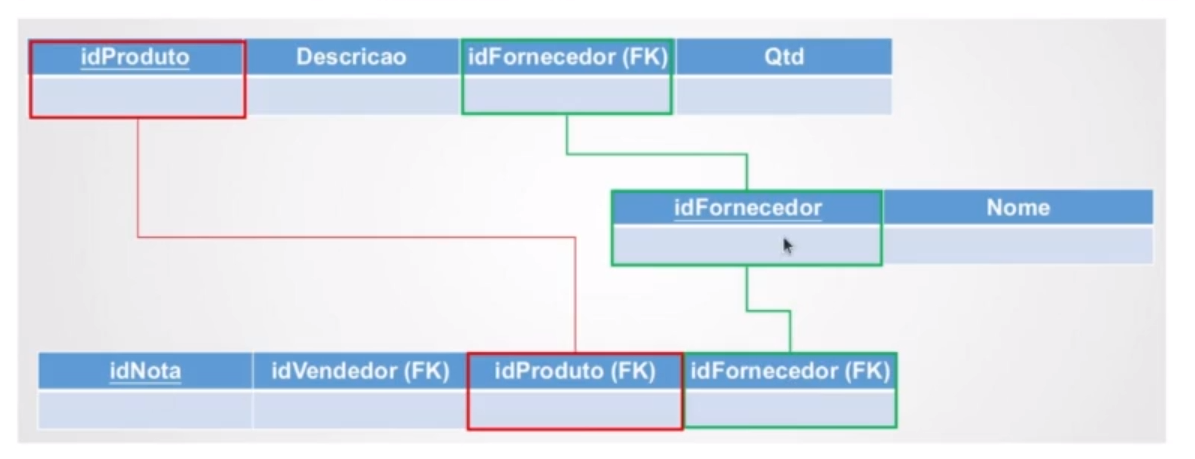 idProduto Descricao idFornecedor (FK) Qtd
idFornecedor Nome
idNota idVendedor (FK) idProduto (FK) idFornecedor (FK)